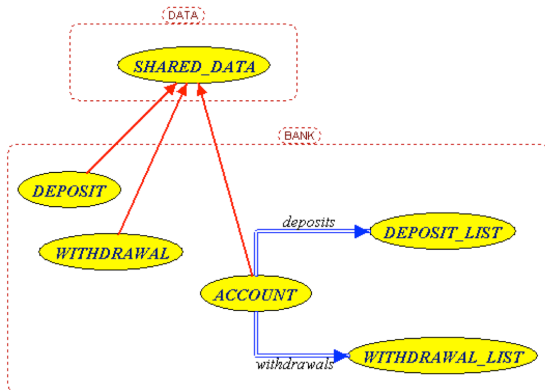 DATA
SHARED_DATA
BANK
DEPOSIT
deposits
DEPOSIT_LIST
WITHDRAWAL
ACCOUNT
withdrawals
WITHDRAWAL_LIST